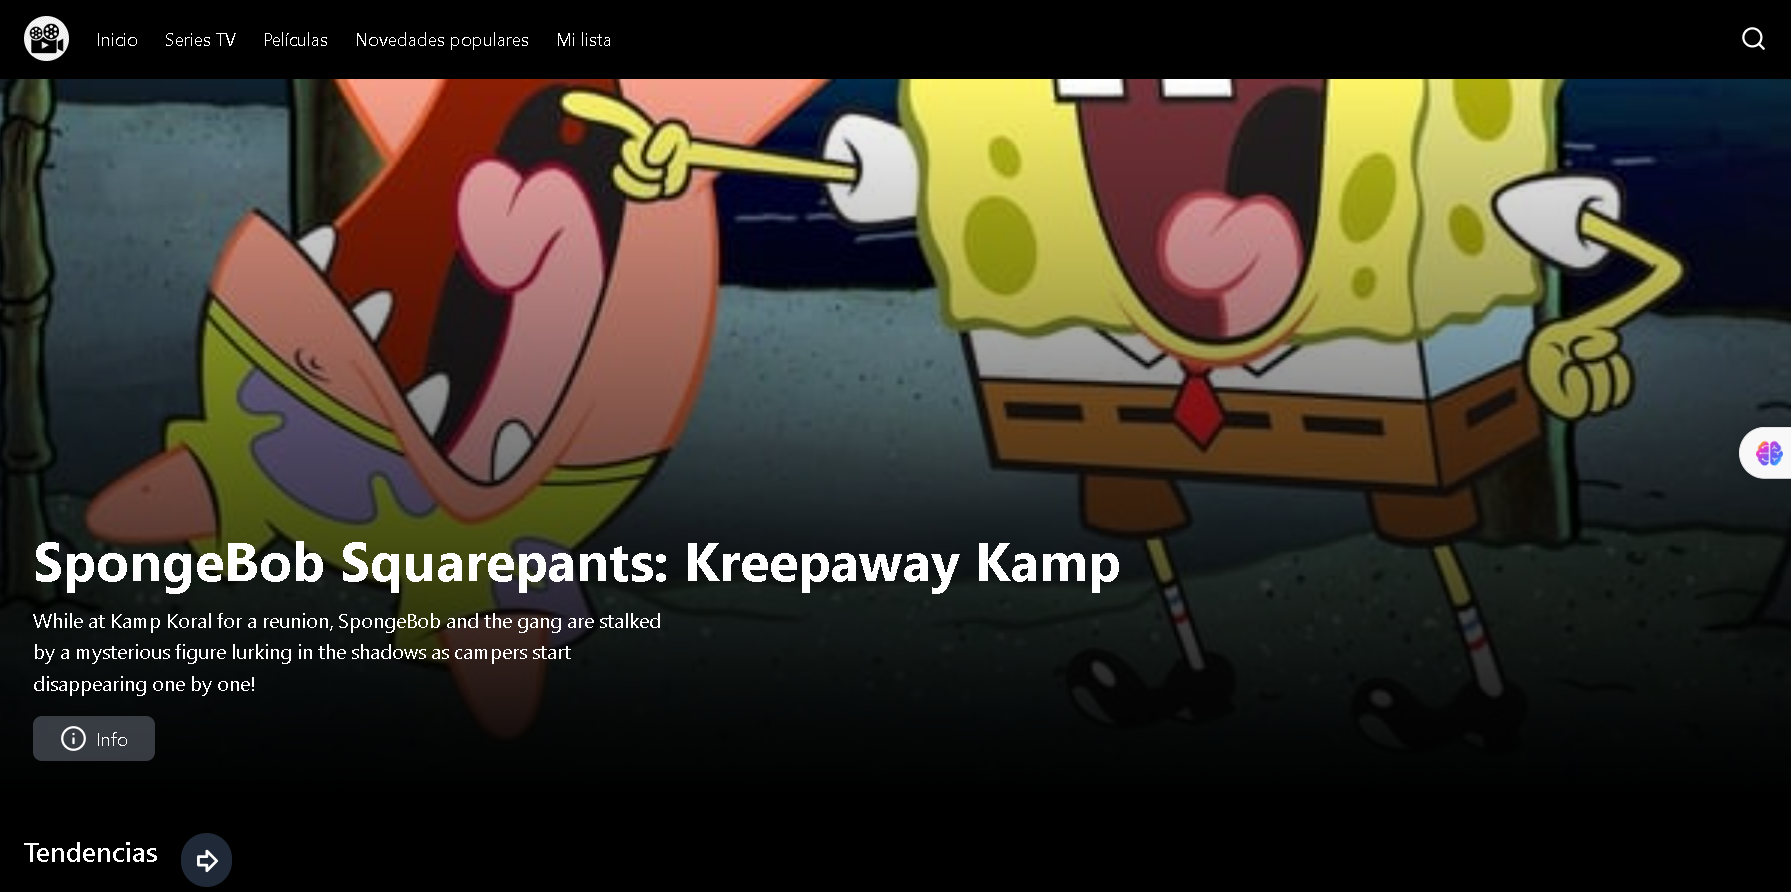 Inicio Series TV Películas Novedades populares Mi lista
SpongeBob Squarepants: Kreepaway Kamp
While at Kamp Koral for a reunion, SpongeBob and the gang are stalked
by a mysterious figure lurking in the shadows as campers start
disappearing one by one!
Info
Tendencias